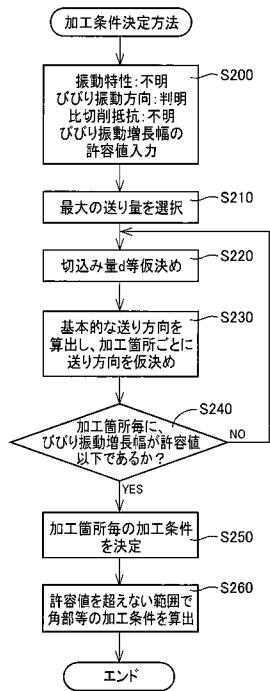 加工条件決定方法
S200
振動特性:不明
びびり振動方向:判明
比切削抵抗:不明
びびり振動増長幅の
許容値入力
S210
最大の送り量を選択
S220
切込み量d等仮決め
S230
基本的な送り方向を
算出し、加工箇所ごとに
送り方向を仮決め
S240
加工箇所毎に、
びびり振動増長幅が許容値
以下であるか?
NO
YES
S250
加工箇所毎の加工条件
を決定
S260
許容値を超えない範囲で
角部等の加工条件を算出
エンド